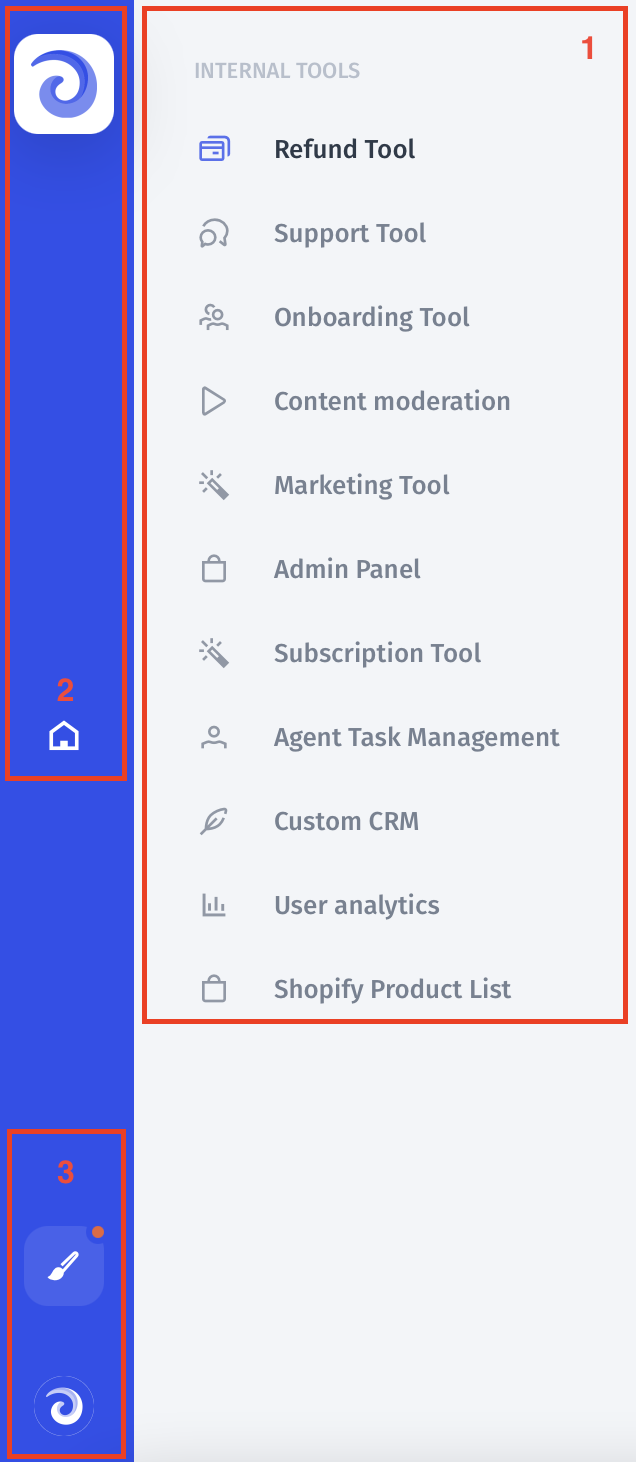 1
INTERNAL TOOLS
Refund Tool
Support Tool
Onboarding Tool
Content moderation
Marketing Tool
Admin Panel
Subscription Tool
Agent Task Management
Custom CRM
User analytics
Shopify Product List
2
3